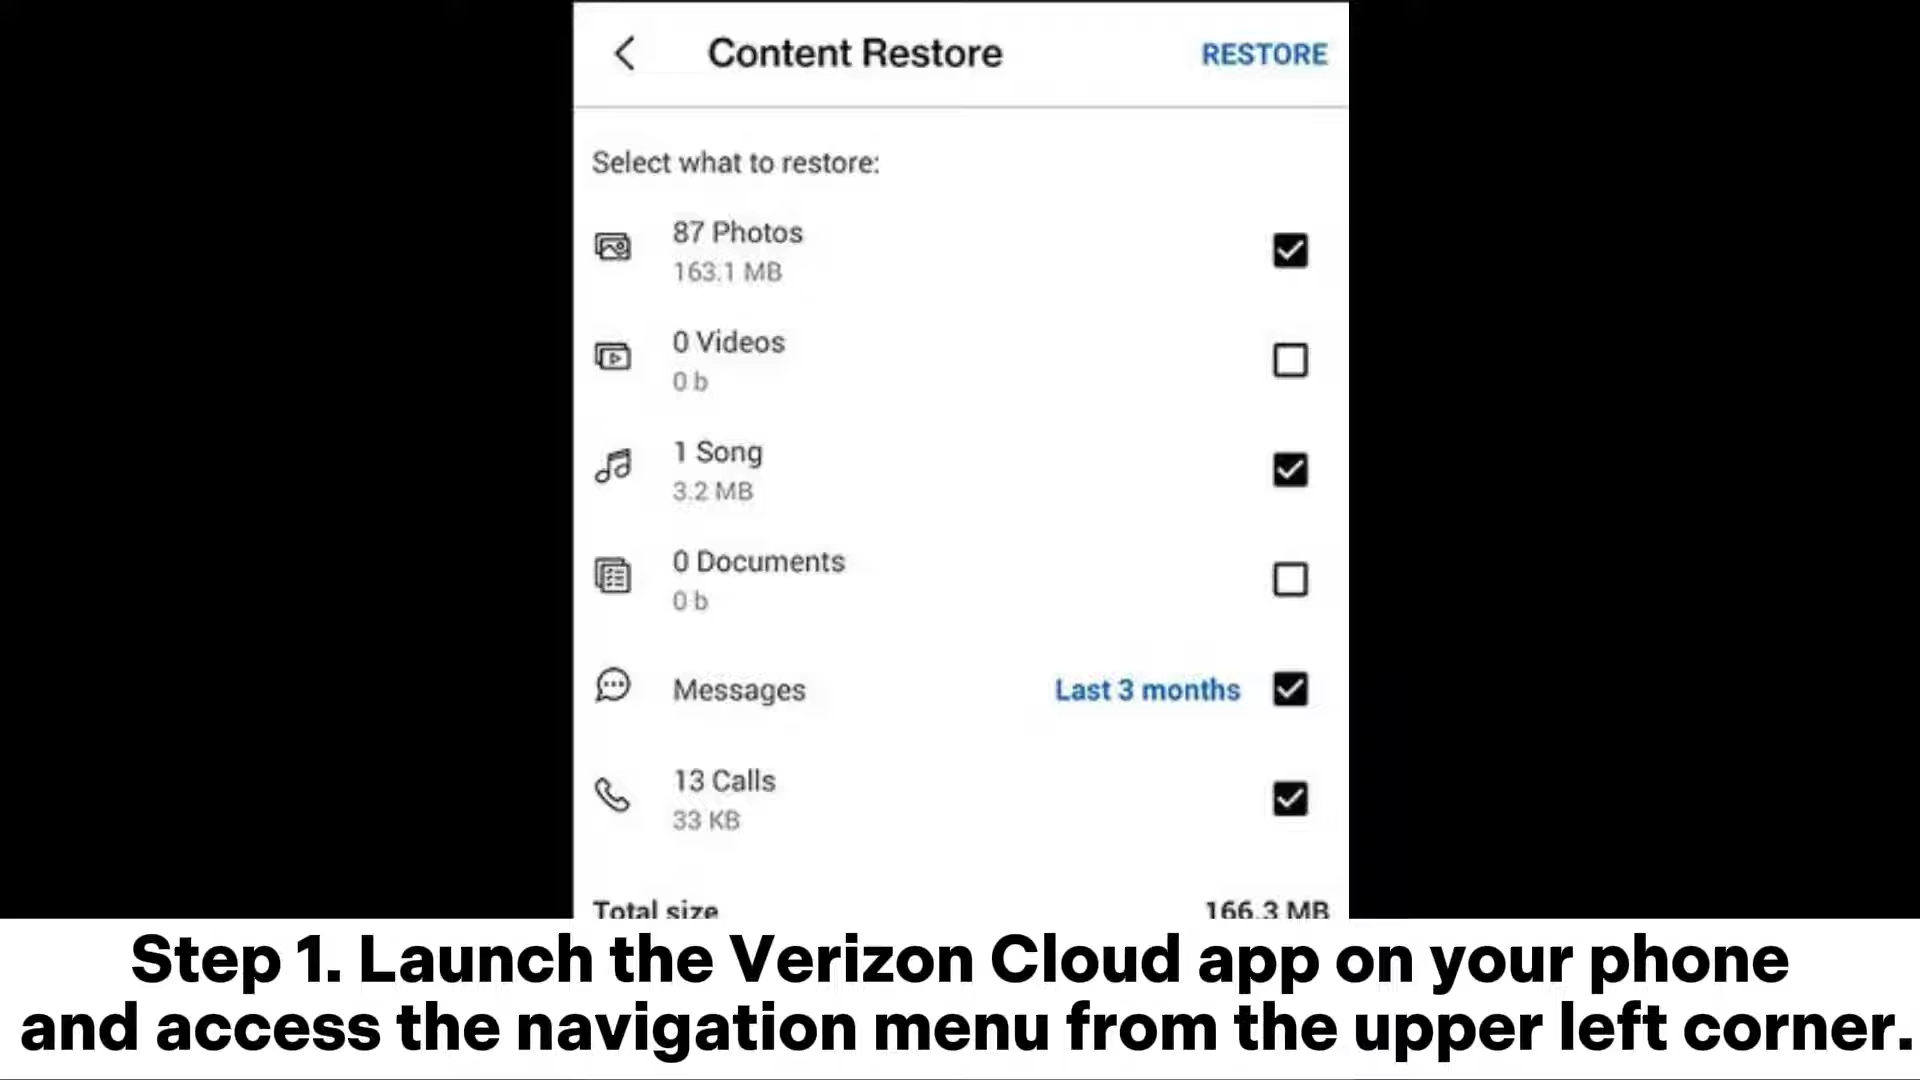 Content Restore
RESTORE
Select what to restore:
87 Photos
163.1 MB
0 Videos
0 b
1 Song
3.2 MB
0 Documents
0 b
Messages
Last 3 months
13 Calls
33 KB
Total size
166.3 MB
Step 1. Launch the Verizon Cloud app on your phone
and access the navigation menu from the upper left corner.